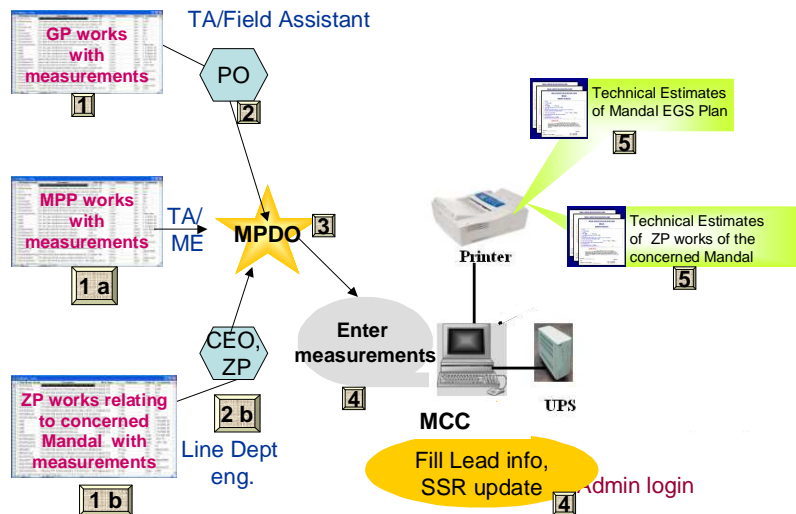 TA/Field Assistant
GP works
with
measurements
1
PO
2
MPP works
with
measurements
1 a
TA/
ME
MPDO
3
ZP works relating
to concerned
Mandal with
measurements
1 b
CEO,
ZP
2 b
Line Dept
eng.
Enter
measurements
4
Printer
UPS
MCC
Fill Lead info,
SSR update
4
Admin login
Technical Estimates
of Mandal EGS Plan
5
Technical Estimates
of ZP works of the
concerned Mandal
5